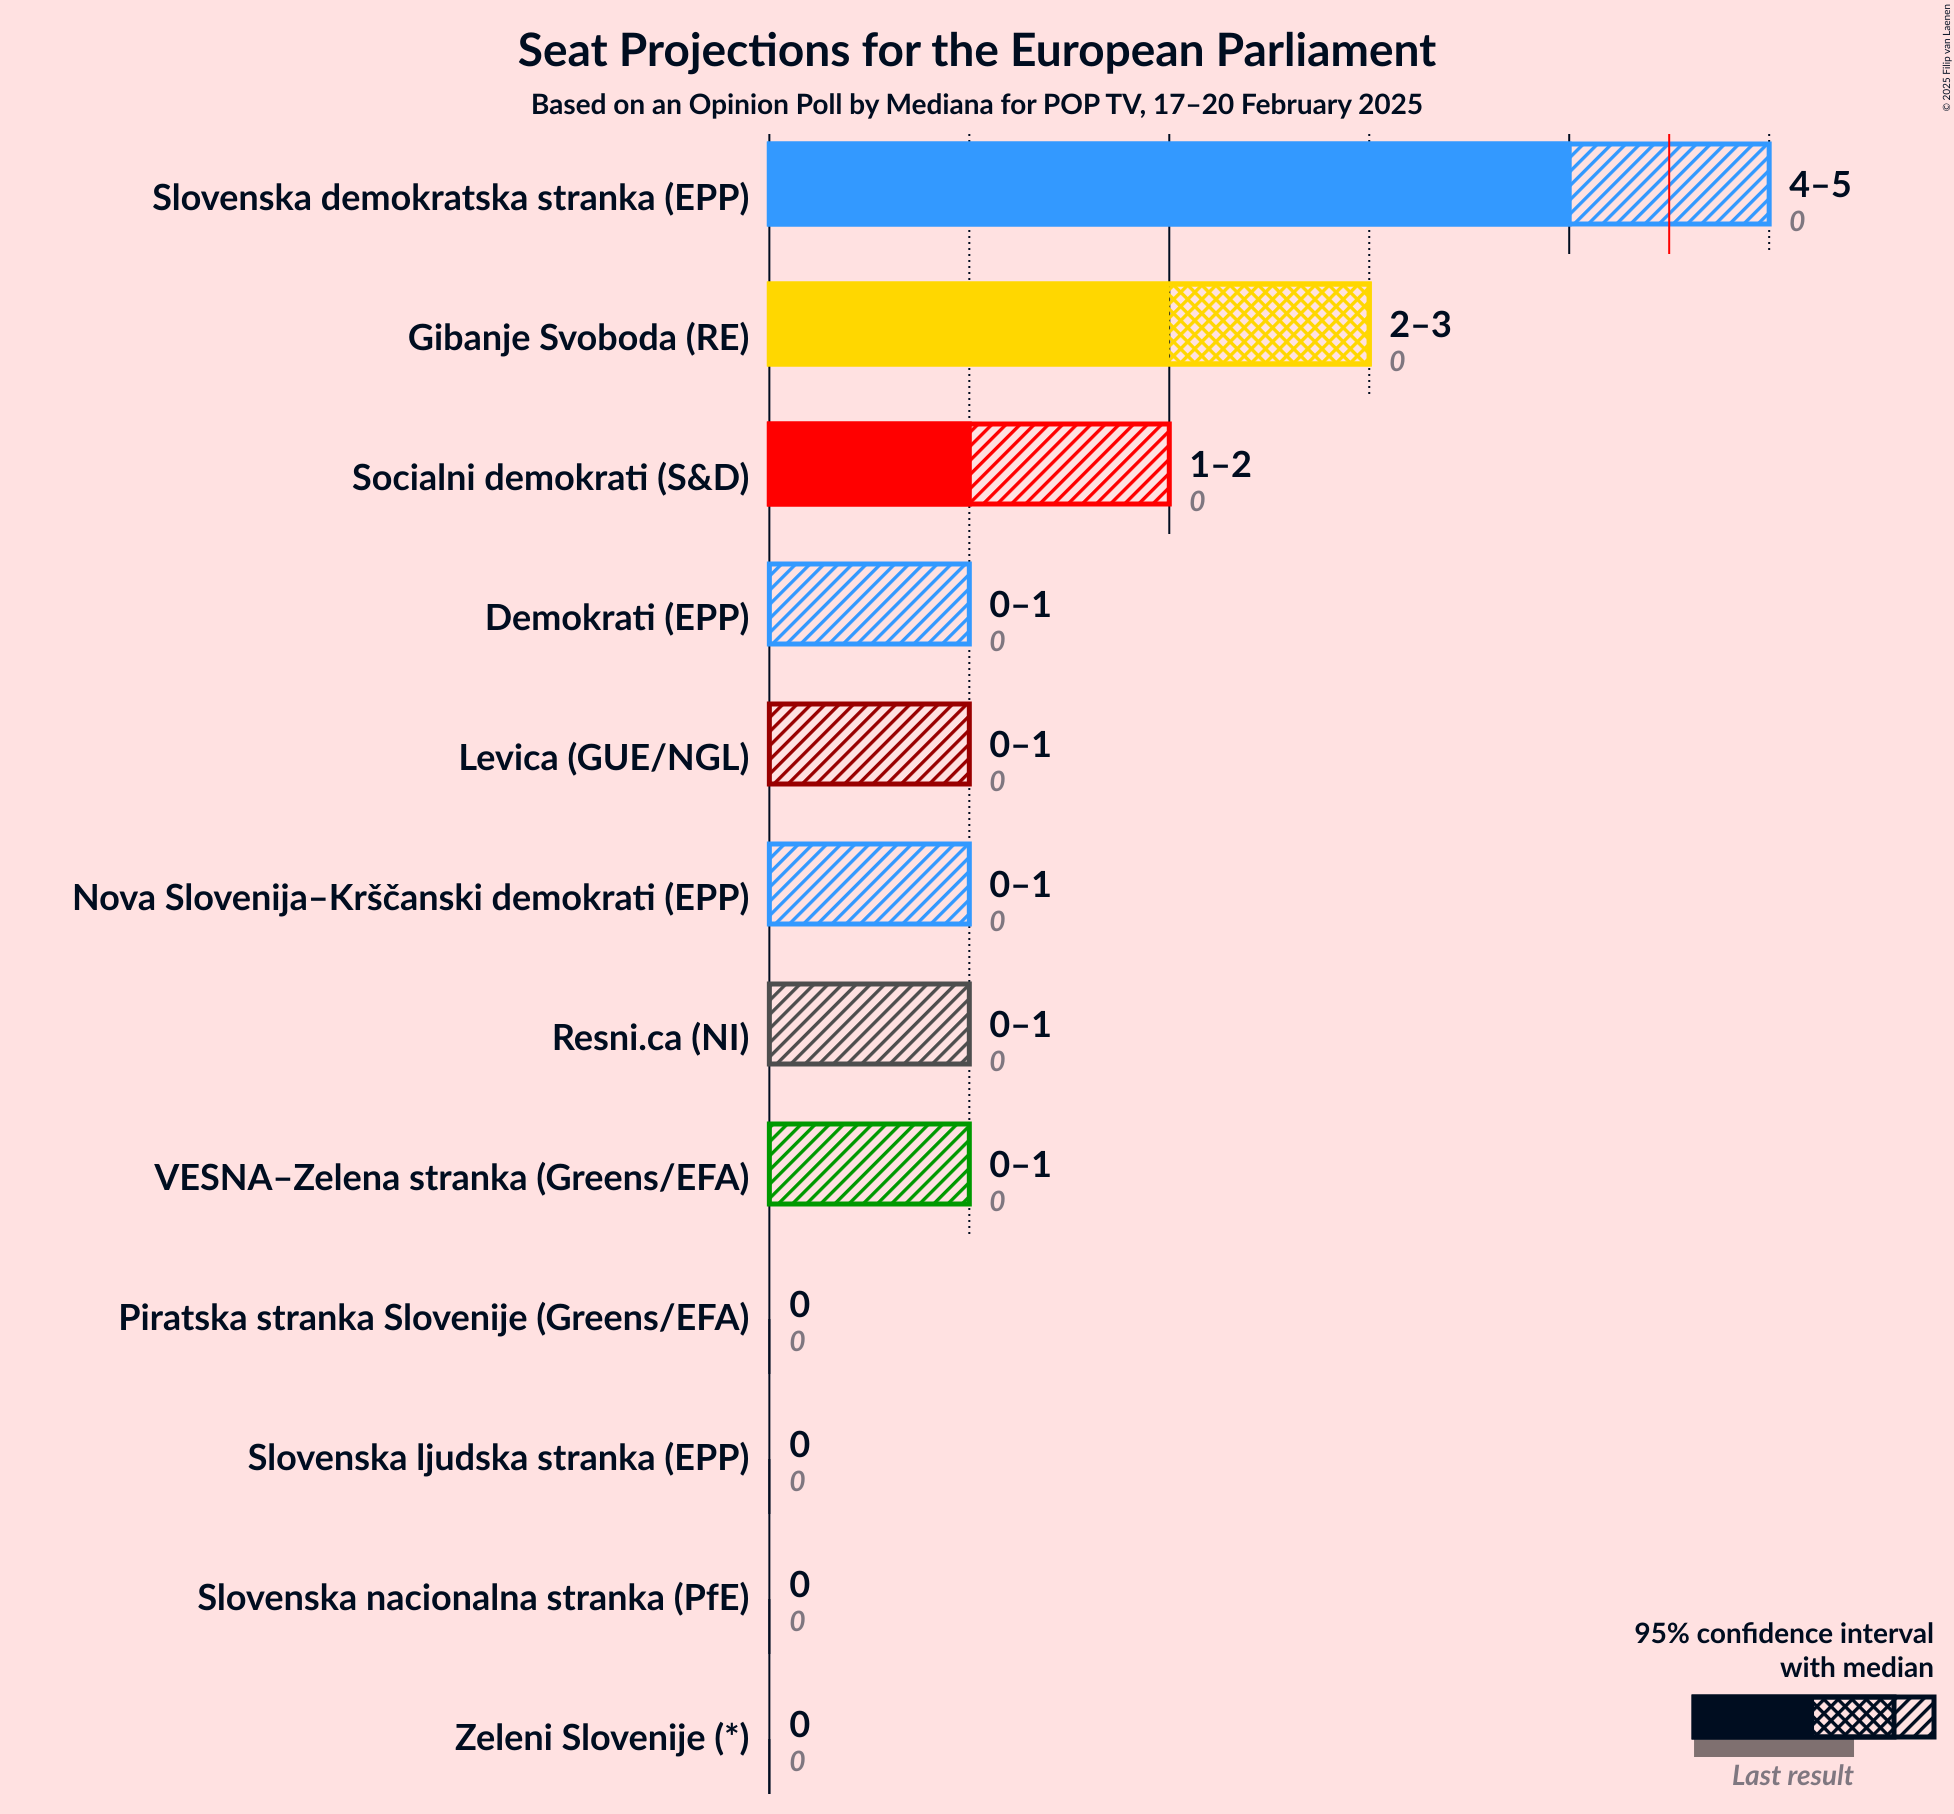 Seat Projections for the European Parliament
Based on an Opinion Poll by Mediana for POP TV, 17–20 February 2025
© 2025 Filip van Laenen
Slovenska demokratska stranka (EPP)
4–5
0
Gibanje Svoboda (RE)
2–3
0
Socialni demokrati (S&D)
1–2
0
Demokrati (EPP)
0–1
0
Levica (GUE/NGL)
0–1
0
Nova Slovenija–Krščanski demokrati (EPP)
0–1
0
Resni.ca (NI)
0–1
0
VESNA–Zelena stranka (Greens/EFA)
0–1
0
Piratska stranka Slovenije (Greens/EFA)
0
0
Slovenska ljudska stranka (EPP)
0
0
Slovenska nacionalna stranka (PfE)
0
0
Zeleni Slovenije (*)
0
0
95% confidence interval
with median
Last result